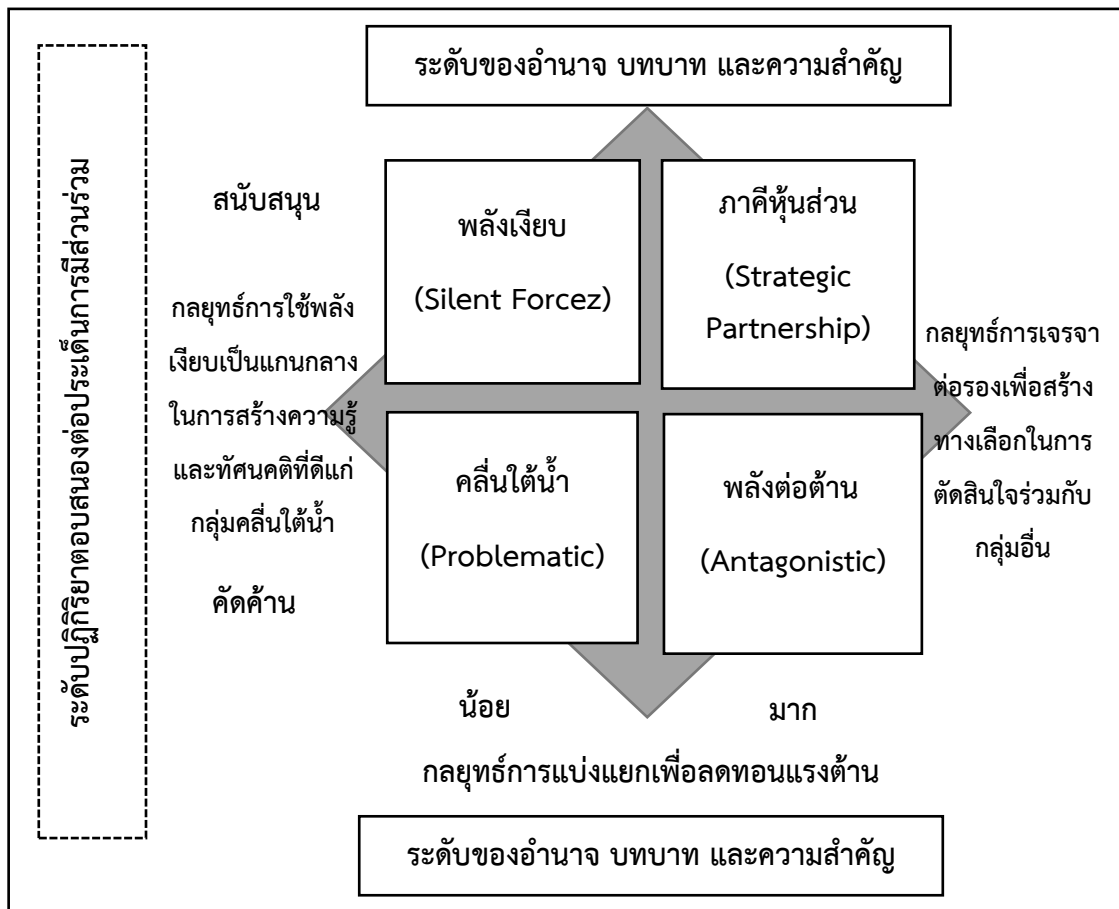 ระดับของอำนาจ บทบาท และความสำคัญ
ระดับปฏิกิริยาตอบสนองต่อประเด็นการมีส่วนร่วม
สนับสนุน
กลยุทธ์การใช้พลัง
เงียบเป็นแกนกลาง
ในการสร้างความรู้
และทัศนคติที่ดีแก่
กลุ่มคลื่นใต้น้ำ
คัดค้าน
พลังเงียบ
(Silent Forcez)
ภาคีหุ้นส่วน
(Strategic
Partnership)
คลื่นใต้น้ำ
(Problematic)
พลังต่อต้าน
(Antagonistic)
กลยุทธ์การเจรจา
ต่อรองเพื่อสร้าง
ทางเลือกในการ
ตัดสินใจร่วมกับ
กลุ่มอื่น
น้อย
มาก
กลยุทธ์การแบ่งแยกเพื่อลดทอนแรงต้าน
ระดับของอำนาจ บทบาท และความสำคัญ